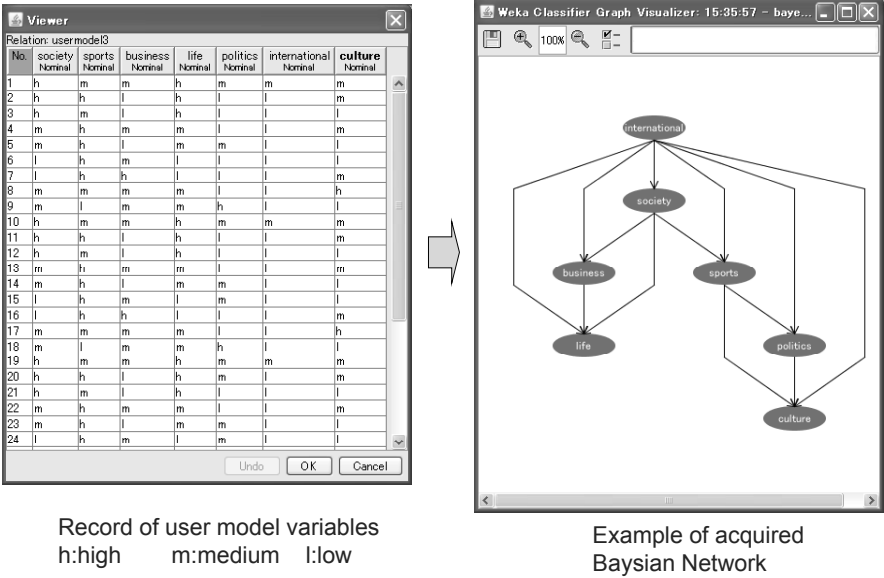 Viewer
Relation: usermodel3
No. society sports business life politics international culture
Nominal Nominal Nominal Nominal Nominal Nominal Nominal
1 h m m h m m m
2 h h l h l l m
3 h m l h l l l
4 m h m m l l m
5 m h l m m l l
6 l h m l l l l
7 l h h l l l m
8 m m m m l l h
9 m l m m h l l
10 h m m h m m m
11 h h l h l l m
12 h m l h l l l
13 m h m m l l m
14 m h l m m l l
15 l h m l m l l
16 l h h l l l m
17 m m m m l l h
18 m l m m h l l
19 h m m h m m m
20 h h l h m l m
21 h m l h l l l
22 m h m m l l m
23 m h l m m l l
24 l h m l m l l
Undo OK Cancel
Record of user model variables
h:high m:medium l:low
Weka Classifier Graph Visualizer: 15:35:57 - baye...
100%
international
society
business sports
life politics
culture
Example of acquired
Baysian Network